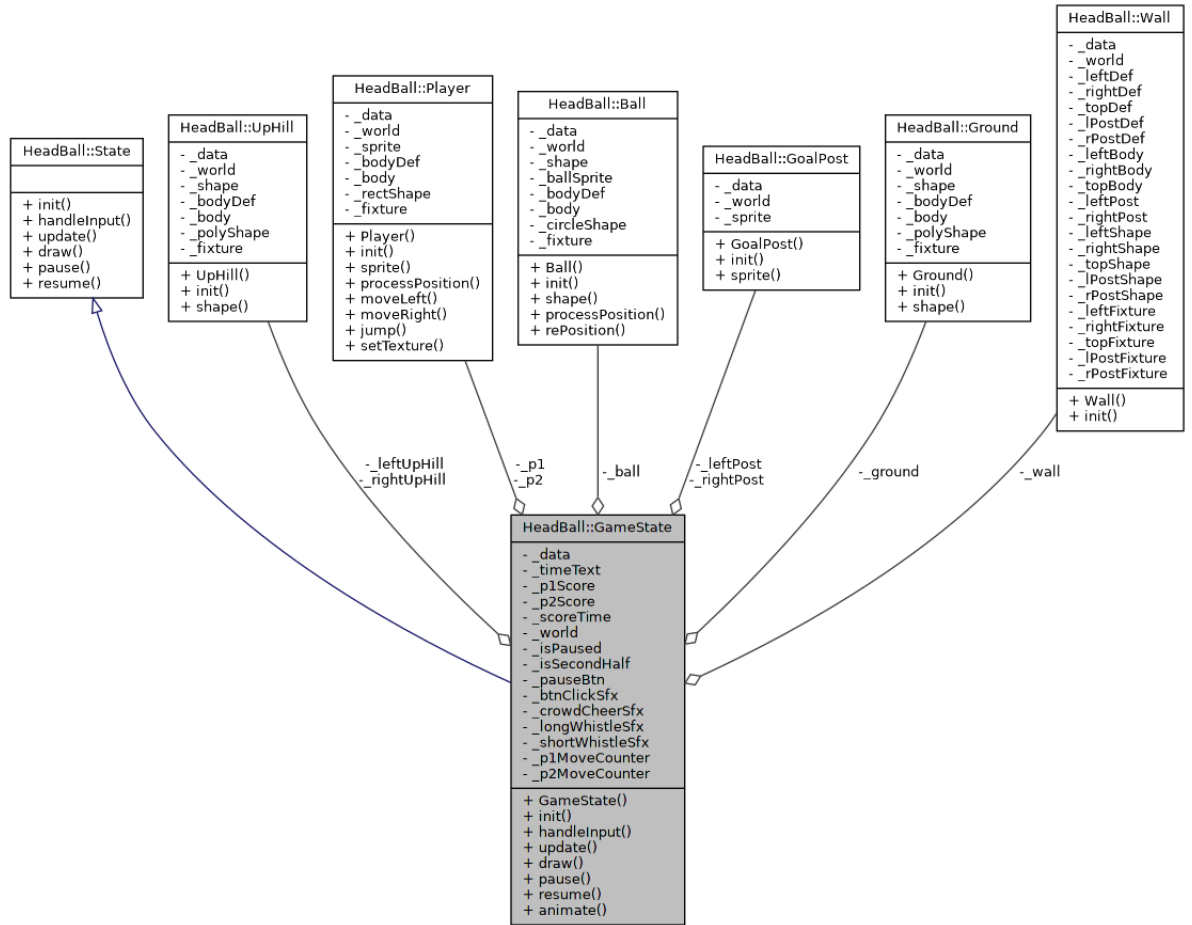 HeadBall::State
+ init()
+ handleInput()
+ update()
+ draw()
+ pause()
+ resume()
HeadBall::UpHill
- _data
- _world
- _shape
- _bodyDef
- _body
- _polyShape
- _fixture
+ UpHill()
+ init()
+ shape()
HeadBall::Player
- _data
- _world
- _sprite
- _bodyDef
- _body
- _rectShape
- _fixture
+ Player()
+ init()
+ sprite()
+ processPosition()
+ moveLeft()
+ moveRight()
+ jump()
+ setTexture()
HeadBall::Ball
- _data
- _world
- _shape
- _ballSprite
- _bodyDef
- _body
- _circleShape
- _fixture
+ Ball()
+ init()
+ shape()
+ processPosition()
+ rePosition()
HeadBall::GoalPost
- _data
- _world
- _sprite
+ GoalPost()
+ init()
+ sprite()
HeadBall::Ground
- _data
- _world
- _shape
- _bodyDef
- _body
- _polyShape
- _fixture
+ Ground()
+ init()
+ shape()
HeadBall::Wall
- _data
- _world
- _leftDef
- _rightDef
- _topDef
- _lPostDef
- _rPostDef
- _leftBody
- _rightBody
- _topBody
- _leftPost
- _rightPost
- _leftShape
- _rightShape
- _topShape
- _lPostShape
- _rPostShape
- _leftFixture
- _rightFixture
- _topFixture
- _lPostFixture
- _rPostFixture
+ Wall()
+ init()
-_leftUpHill
-_rightUpHill
-_p1
-_p2
-_ball
-_leftPost
-_rightPost
-_ground
-_wall
HeadBall::GameState
- _data
- _timeText
- _p1Score
- _p2Score
- _scoreTime
- _world
- _isPaused
- _isSecondHalf
- _pauseBtn
- _btnClickSfx
- _crowdCheerSfx
- _longWhistleSfx
- _shortWhistleSfx
- _p1MoveCounter
- _p2MoveCounter
+ GameState()
+ init()
+ handleInput()
+ update()
+ draw()
+ pause()
+ resume()
+ animate()